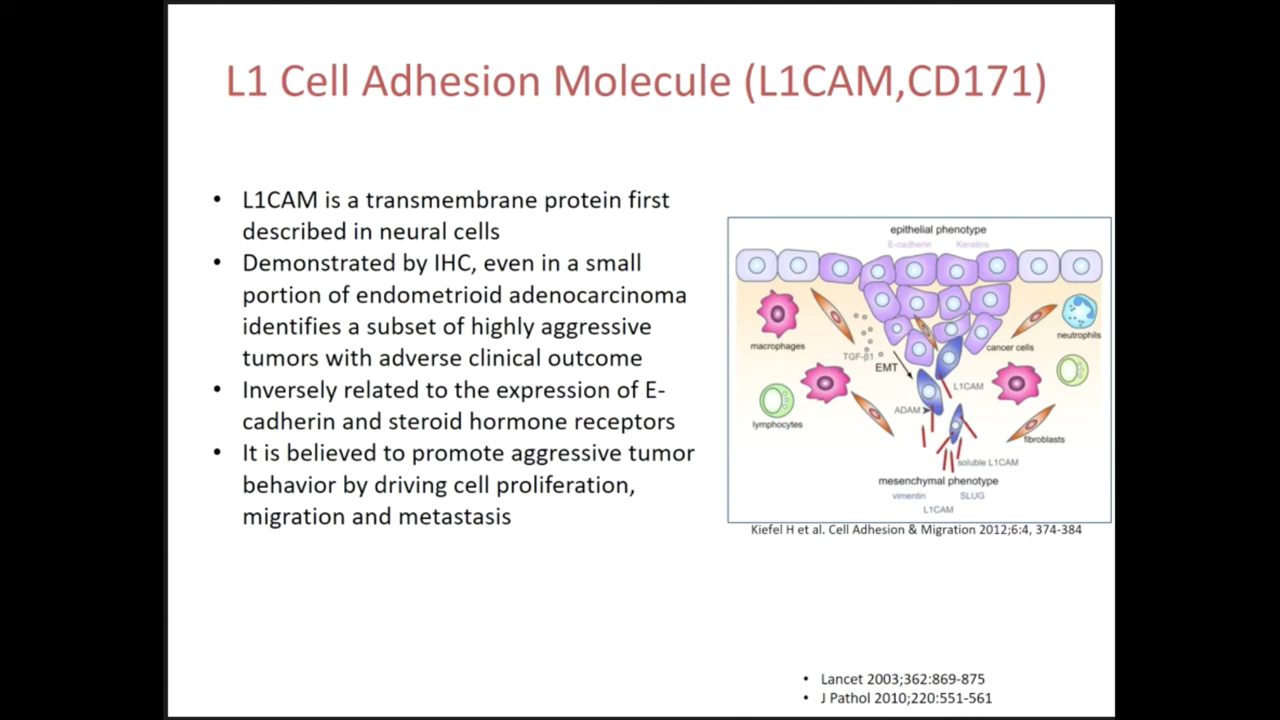 L1 Cell Adhesion Molecule (L1CAM,CD171)
• L1CAM is a transmembrane protein first
described in neural cells
• Demonstrated by IHC, even in a small
portion of endometrioid adenocarcinoma
identifies a subset of highly aggressive
tumors with adverse clinical outcome
• Inversely related to the expression of E-
cadherin and steroid hormone receptors
• It is believed to promote aggressive tumor
behavior by driving cell proliferation,
migration and metastasis
epithelial phenotype
E-cadherin Keratins
macrophages
neutrophils
cancer cells
TGF-β1
EMT
L1CAM
ADAM
lymphocytes
fibroblasts
soluble L1CAM
mesenchymal phenotype
vimentin SLUG
L1CAM
Kiefel H et al. Cell Adhesion & Migration 2012;6:4, 374-384
• Lancet 2003;362:869-875
• J Pathol 2010;220:551-561